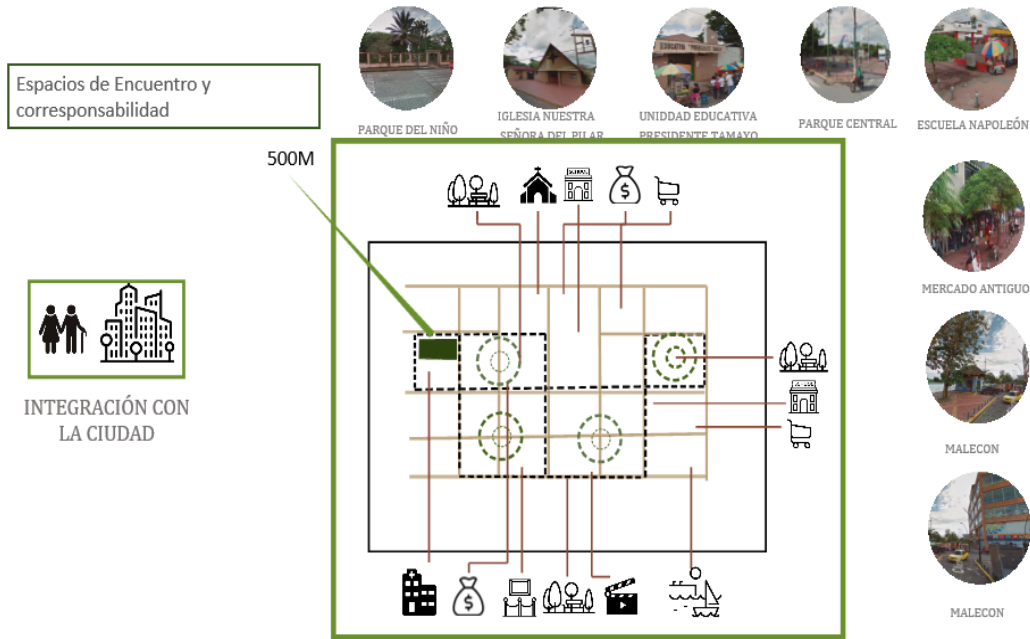 Espacios de Encuentro y
corresponsabilidad
500M
PARQUE DEL NIÑO
IGLESIA NUESTRA
SEÑORA DEL PILAR
UNIDDAD EDUCATIVA
PRESIDENTE TAMAYO
PARQUE CENTRAL
ESCUELA NAPOLEÓN
MERCADO ANTIGUO
MALECON
MALECON
INTEGRACIÓN CON
LA CIUDAD
$
$